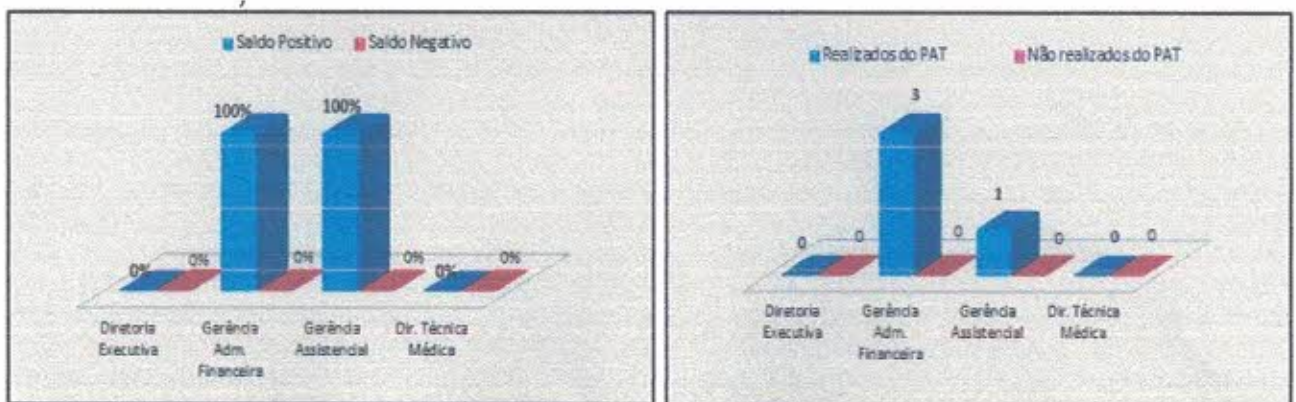 Saldo Positivo Saldo Negativo
100% 100%
0% 0% 0% 0% 0% 0%
Diretoria Executiva
Gerência Adm. Financeira
Gerência Assistencial
Dir. Técnica Médica
Realizados do PAT Não realizados do PAT
3
1
0 0 0 0 0 0
Diretoria Executiva
Gerência Adm. Financeira
Gerência Assistencial
Dir. Técnica Médica